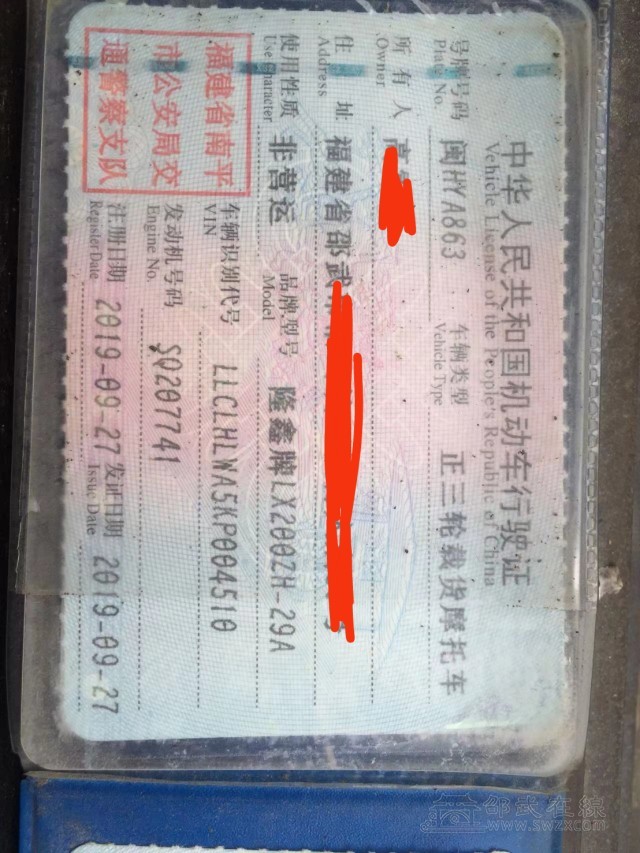 中华人民共和国机动车行驶证
Vehicle License of the People's Republic of China
号牌号码 闽HYA863 车辆类型 正三轮载货摩托车
Plate No. Vehicle Type
所有人
Owner
住 址 福建省邵武
Address
使用性质 非营运 品牌型号 隆鑫牌LX200ZH-29A
Use Character Model
福建省南平
市公安局交
通警察支队
车辆识别代号 LLCLHLNA5KP004510
VIN
发动机号码 SQ207741
Engine No.
注册日期 2019-09-27 发证日期 2019-09-27
Register Date Issue Date
邵武在線
www.swzx.com